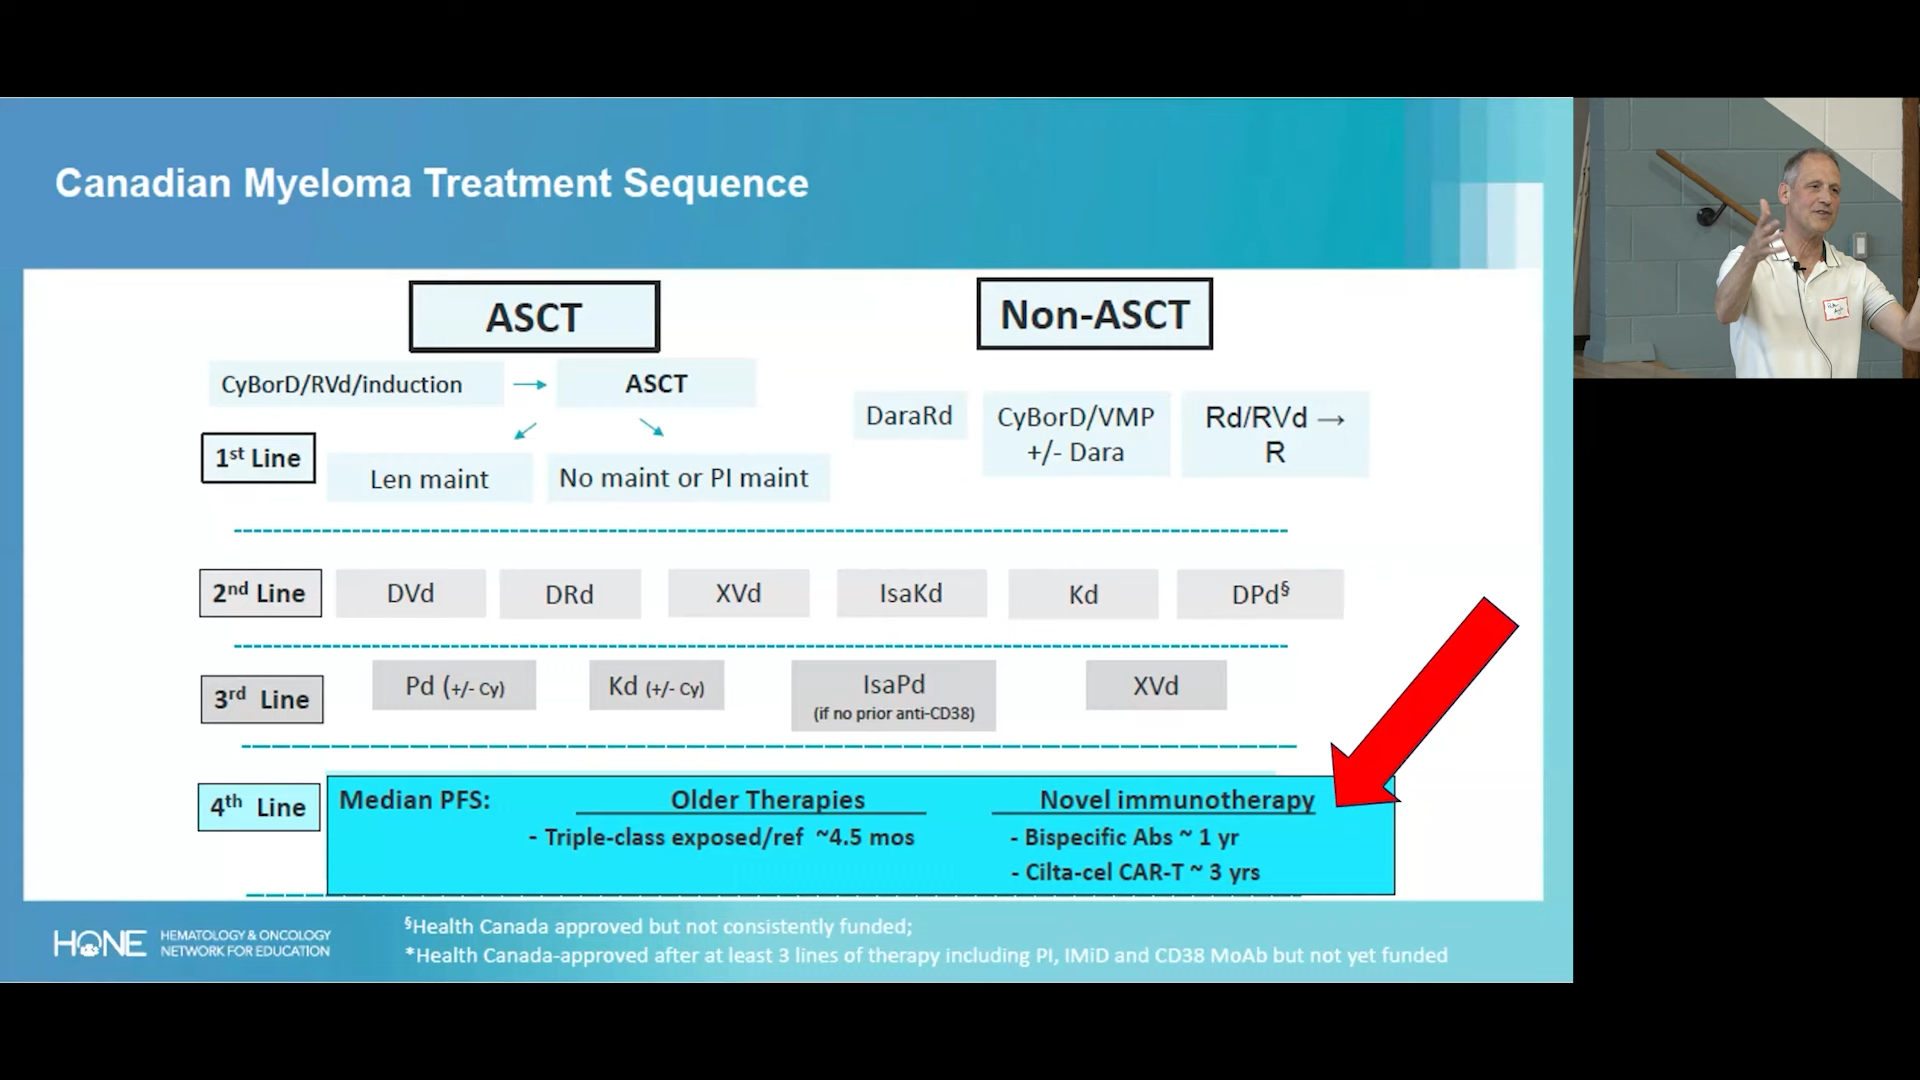 Canadian Myeloma Treatment Sequence
ASCT
Non-ASCT
CyBorD/RVd/induction → ASCT
DaraRd
CyBorD/VMP
+/- Dara
Rd/RVd →
R
1st Line
Len maint
No maint or PI maint
2nd Line
DVd
DRd
XVd
IsaKd
Kd
DPd§
3rd Line
Pd (+/- Cy)
Kd (+/- Cy)
IsaPd
(if no prior anti-CD38)
XVd
4th Line
Median PFS:
Older Therapies
- Triple-class exposed/ref ~4.5 mos
Novel immunotherapy
- Bispecific Abs ~ 1 yr
- Cilta-cel CAR-T ~ 3 yrs
HONE
HEMATOLOGY & ONCOLOGY
NETWORK FOR EDUCATION
§Health Canada approved but not consistently funded;
*Health Canada-approved after at least 3 lines of therapy including PI, IMiD and CD38 MoAb but not yet funded